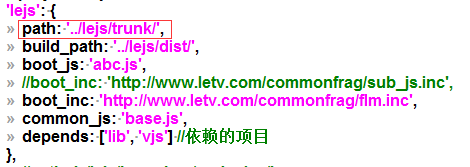 'lejs': {
» path: '../lejs/trunk/',
» build_path: '../lejs/dist/',
» boot_js: 'abc.js',
» //boot_inc: 'http://www.letv.com/commonfrag/sub_js.inc',
» boot_inc: 'http://www.letv.com/commonfrag/flm.inc',
» common_js: 'base.js',
» depends: ['lib', 'vjs'] //依赖的项目
},